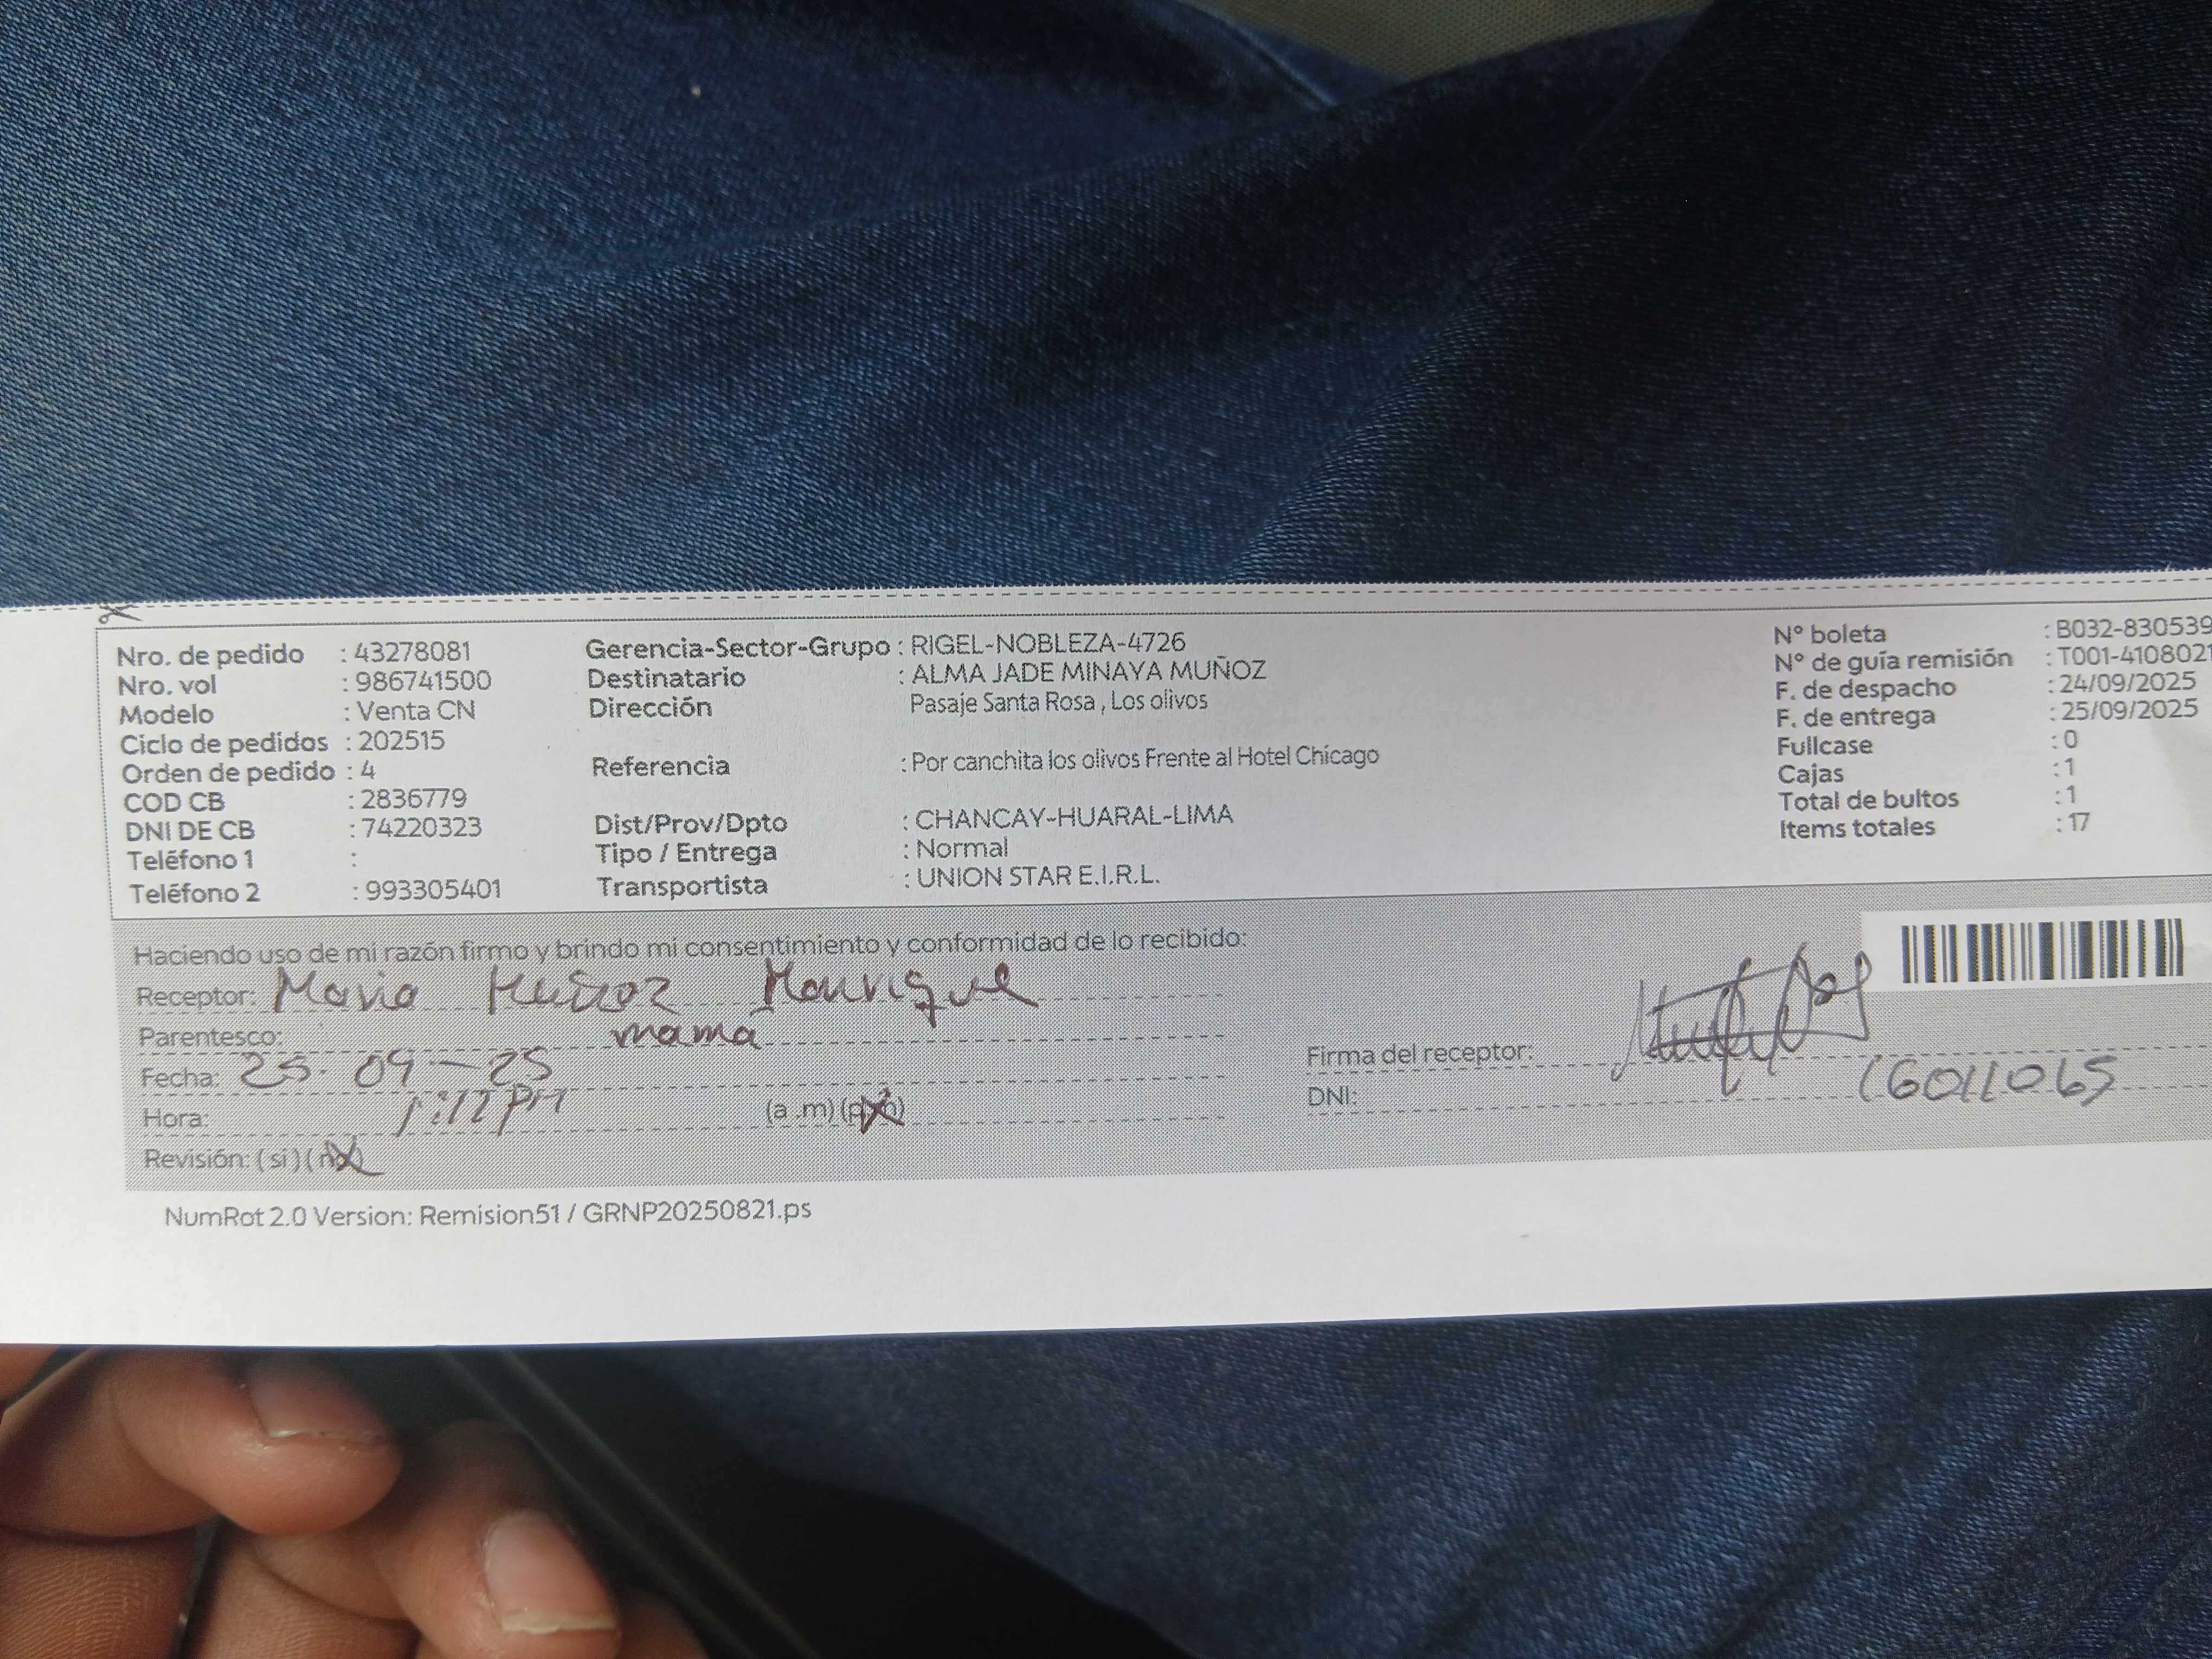 Nro. de pedido : 43278081
Nro. vol : 986741500
Modelo : Venta CN
Ciclo de pedidos : 202515
Orden de pedido : 4
COD CB : 2836779
DNI DE CB : 74220323
Teléfono 1 :
Teléfono 2 : 993305401
Gerencia-Sector-Grupo : RIGEL-NOBLEZA-4726
Destinatario : ALMA JADE MINAYA MUÑOZ
Dirección Pasaje Santa Rosa , Los olivos
Referencia : Por canchita los olivos Frente al Hotel Chicago
Dist/Prov/Dpto : CHANCAY-HUARAL-LIMA
Tipo / Entrega : Normal
Transportista : UNION STAR E.I.R.L.
N° boleta : B032-830539
N° de guía remisión : T001-4108021
F. de despacho : 24/09/2025
F. de entrega : 25/09/2025
Fullcase : 0
Cajas : 1
Total de bultos : 1
Items totales : 17
Haciendo uso de mi razón firmo y brindo mi consentimiento y conformidad de lo recibido:
Receptor: Maria Muñoz Manrique
Parentesco: mama
Fecha: 25-09-25
Hora: PM (a .m) (p.m)
Revisión: (si) (no)
Firma del receptor:
DNI: 16011065
NumRot 2.0 Version: Remision51 / GRNP20250821.ps